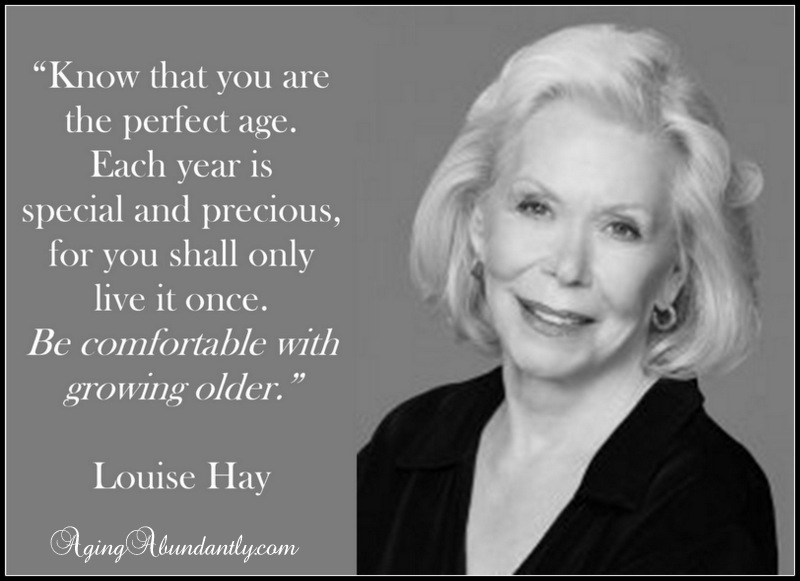 “Know that you are
the perfect age.
Each year is
special and precious,
for you shall only
live it once.
Be comfortable with
growing older.”
Louise Hay
AgingAbundantly.com